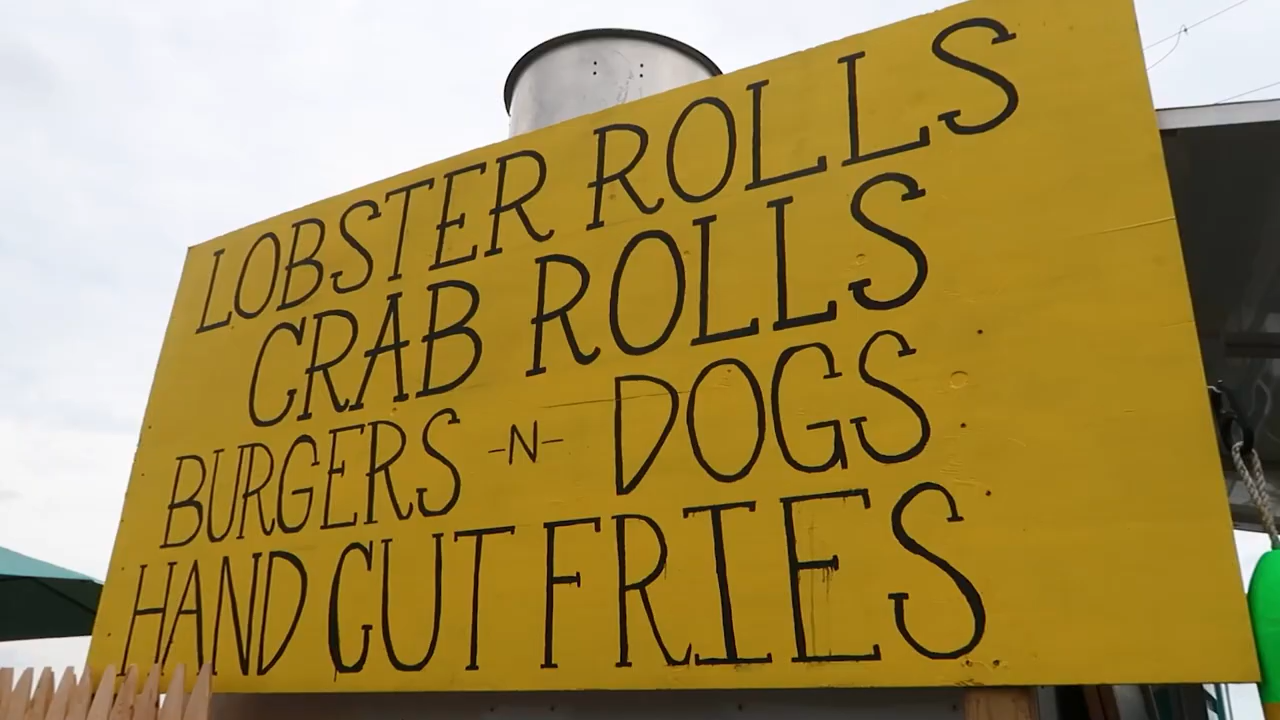 LOBSTER ROLLS
CRAB ROLLS
BURGERS -N- DOGS
HAND CUT FRIES